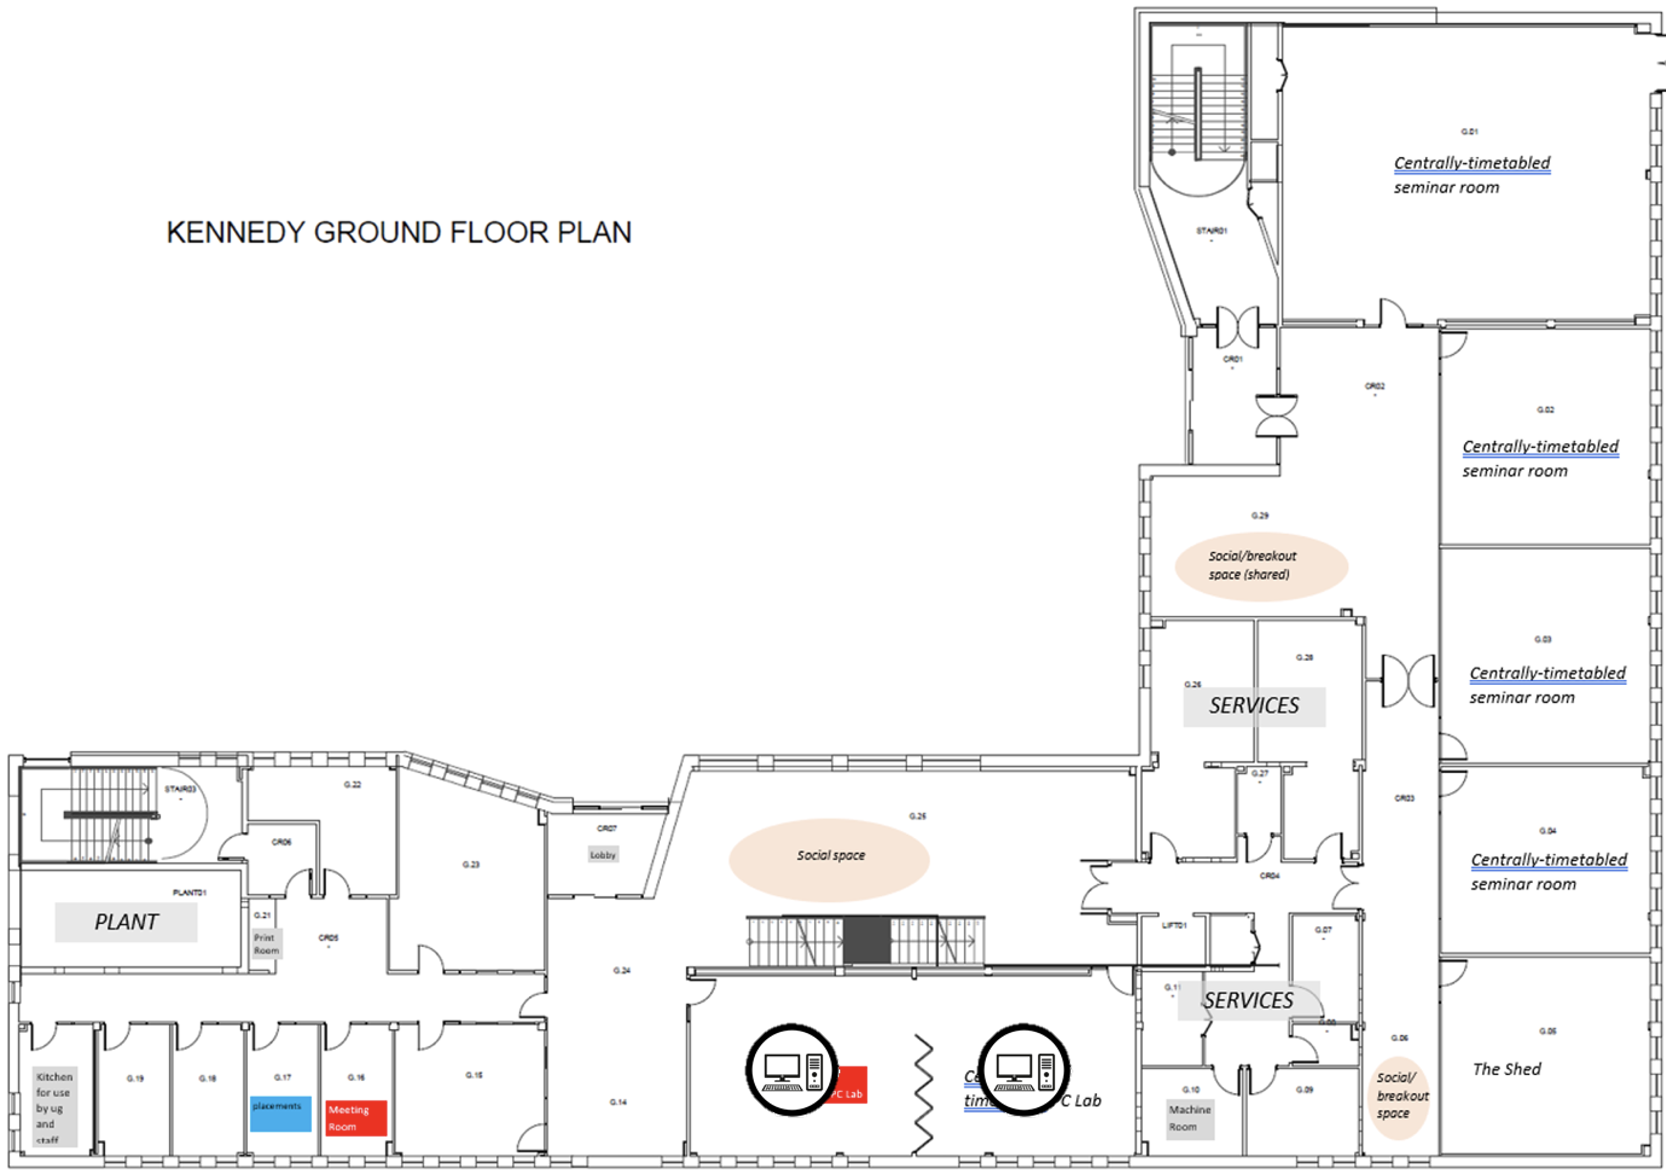 KENNEDY GROUND FLOOR PLAN
G.01
Centrally-timetabled
seminar room
STAIR01
CR01
CR02
G.02
Centrally-timetabled
seminar room
G.29
Social/breakout
space (shared)
G.03
Centrally-timetabled
seminar room
G.28
G.26
SERVICES
G.27
CR03
G.04
Centrally-timetabled
seminar room
CR04
G.25
Social space
STAIR03
G.22
CR06
CR07
Lobby
G.23
PLANT01
PLANT
G.21
Print
Room
CR05
G.24
LIFT01
G.07
G.11
SERVICES
G.06
G.05
The Shed
Kitchen
for use
by ug
and
staff
G.19
G.18
G.17
placements
G.16
Meeting
Room
G.15
G.14
PC Lab
C Lab
G.10
Machine
Room
G.09
Social/
breakout
space